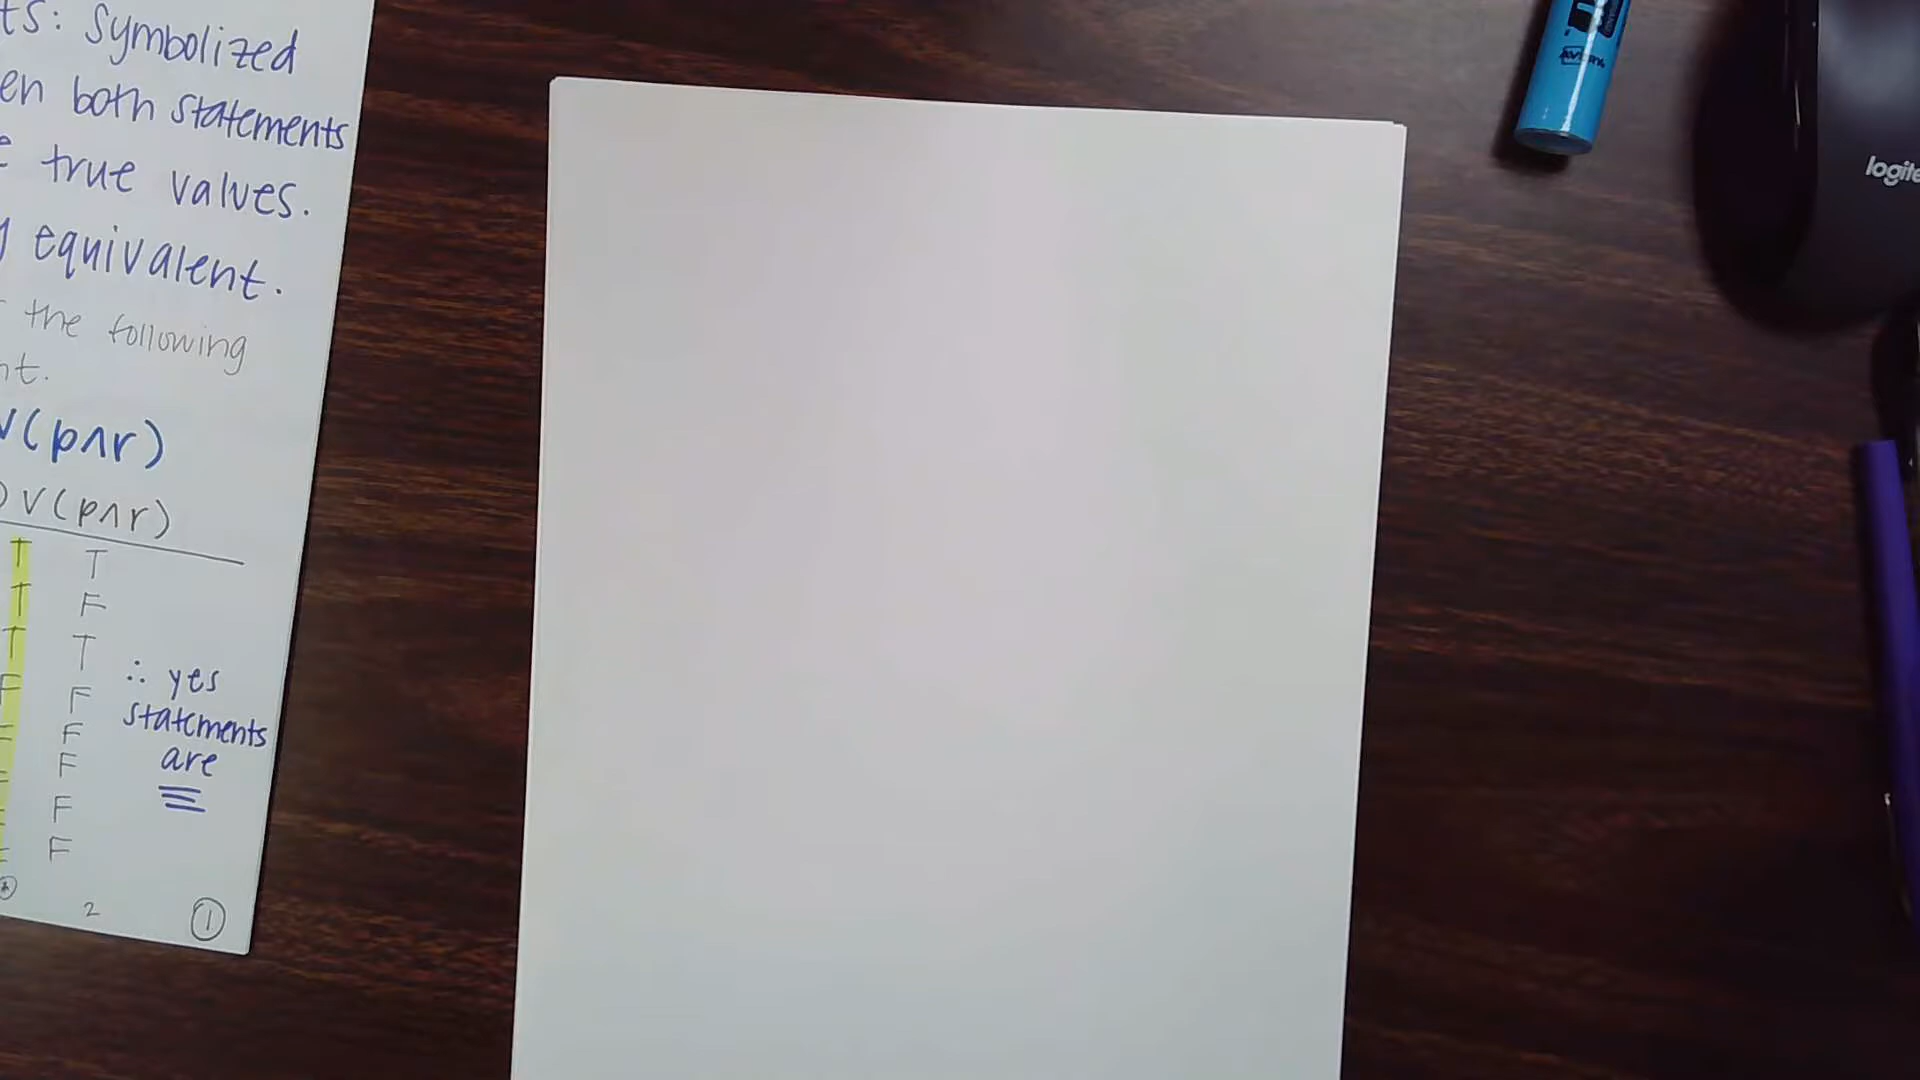 ts: Symbolized
en both statements
e true values.
y equivalent.
the following
nt.
V(p∧r)
) V(p∧r)
T T
T F
T T
F F
F
F
F
F
∴ yes
statements
are
≡
2 1
AVERY
logite